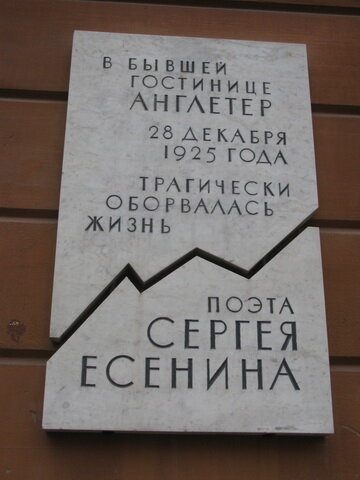 В БЫВШЕЙ
ГОСТИНИЦЕ
АНГЛЕТЕР
28 ДЕКАБРЯ
1925 ГОДА
ТРАГИЧЕСКИ
ОБОРВАЛАСЬ
ЖИЗНЬ
ПОЭТА
СЕРГЕЯ
ЕСЕНИНА